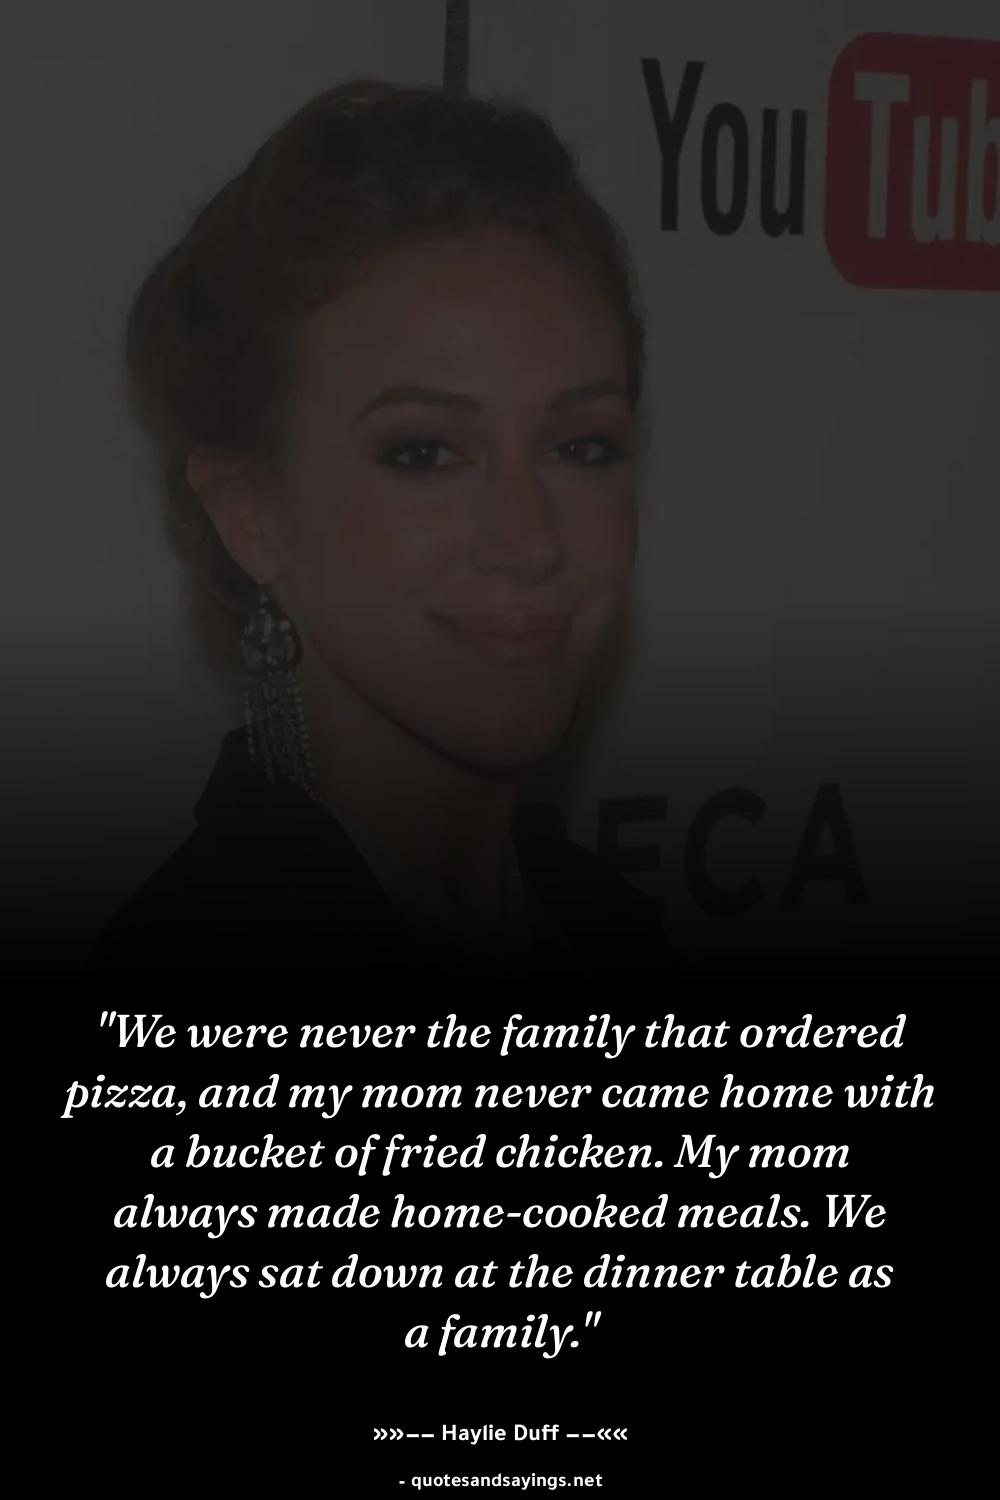 You Tub
ECA
"We were never the family that ordered
pizza, and my mom never came home with
a bucket of fried chicken. My mom
always made home-cooked meals. We
always sat down at the dinner table as
a family."
»»−− Haylie Duff −−««
- quotesandsayings.net